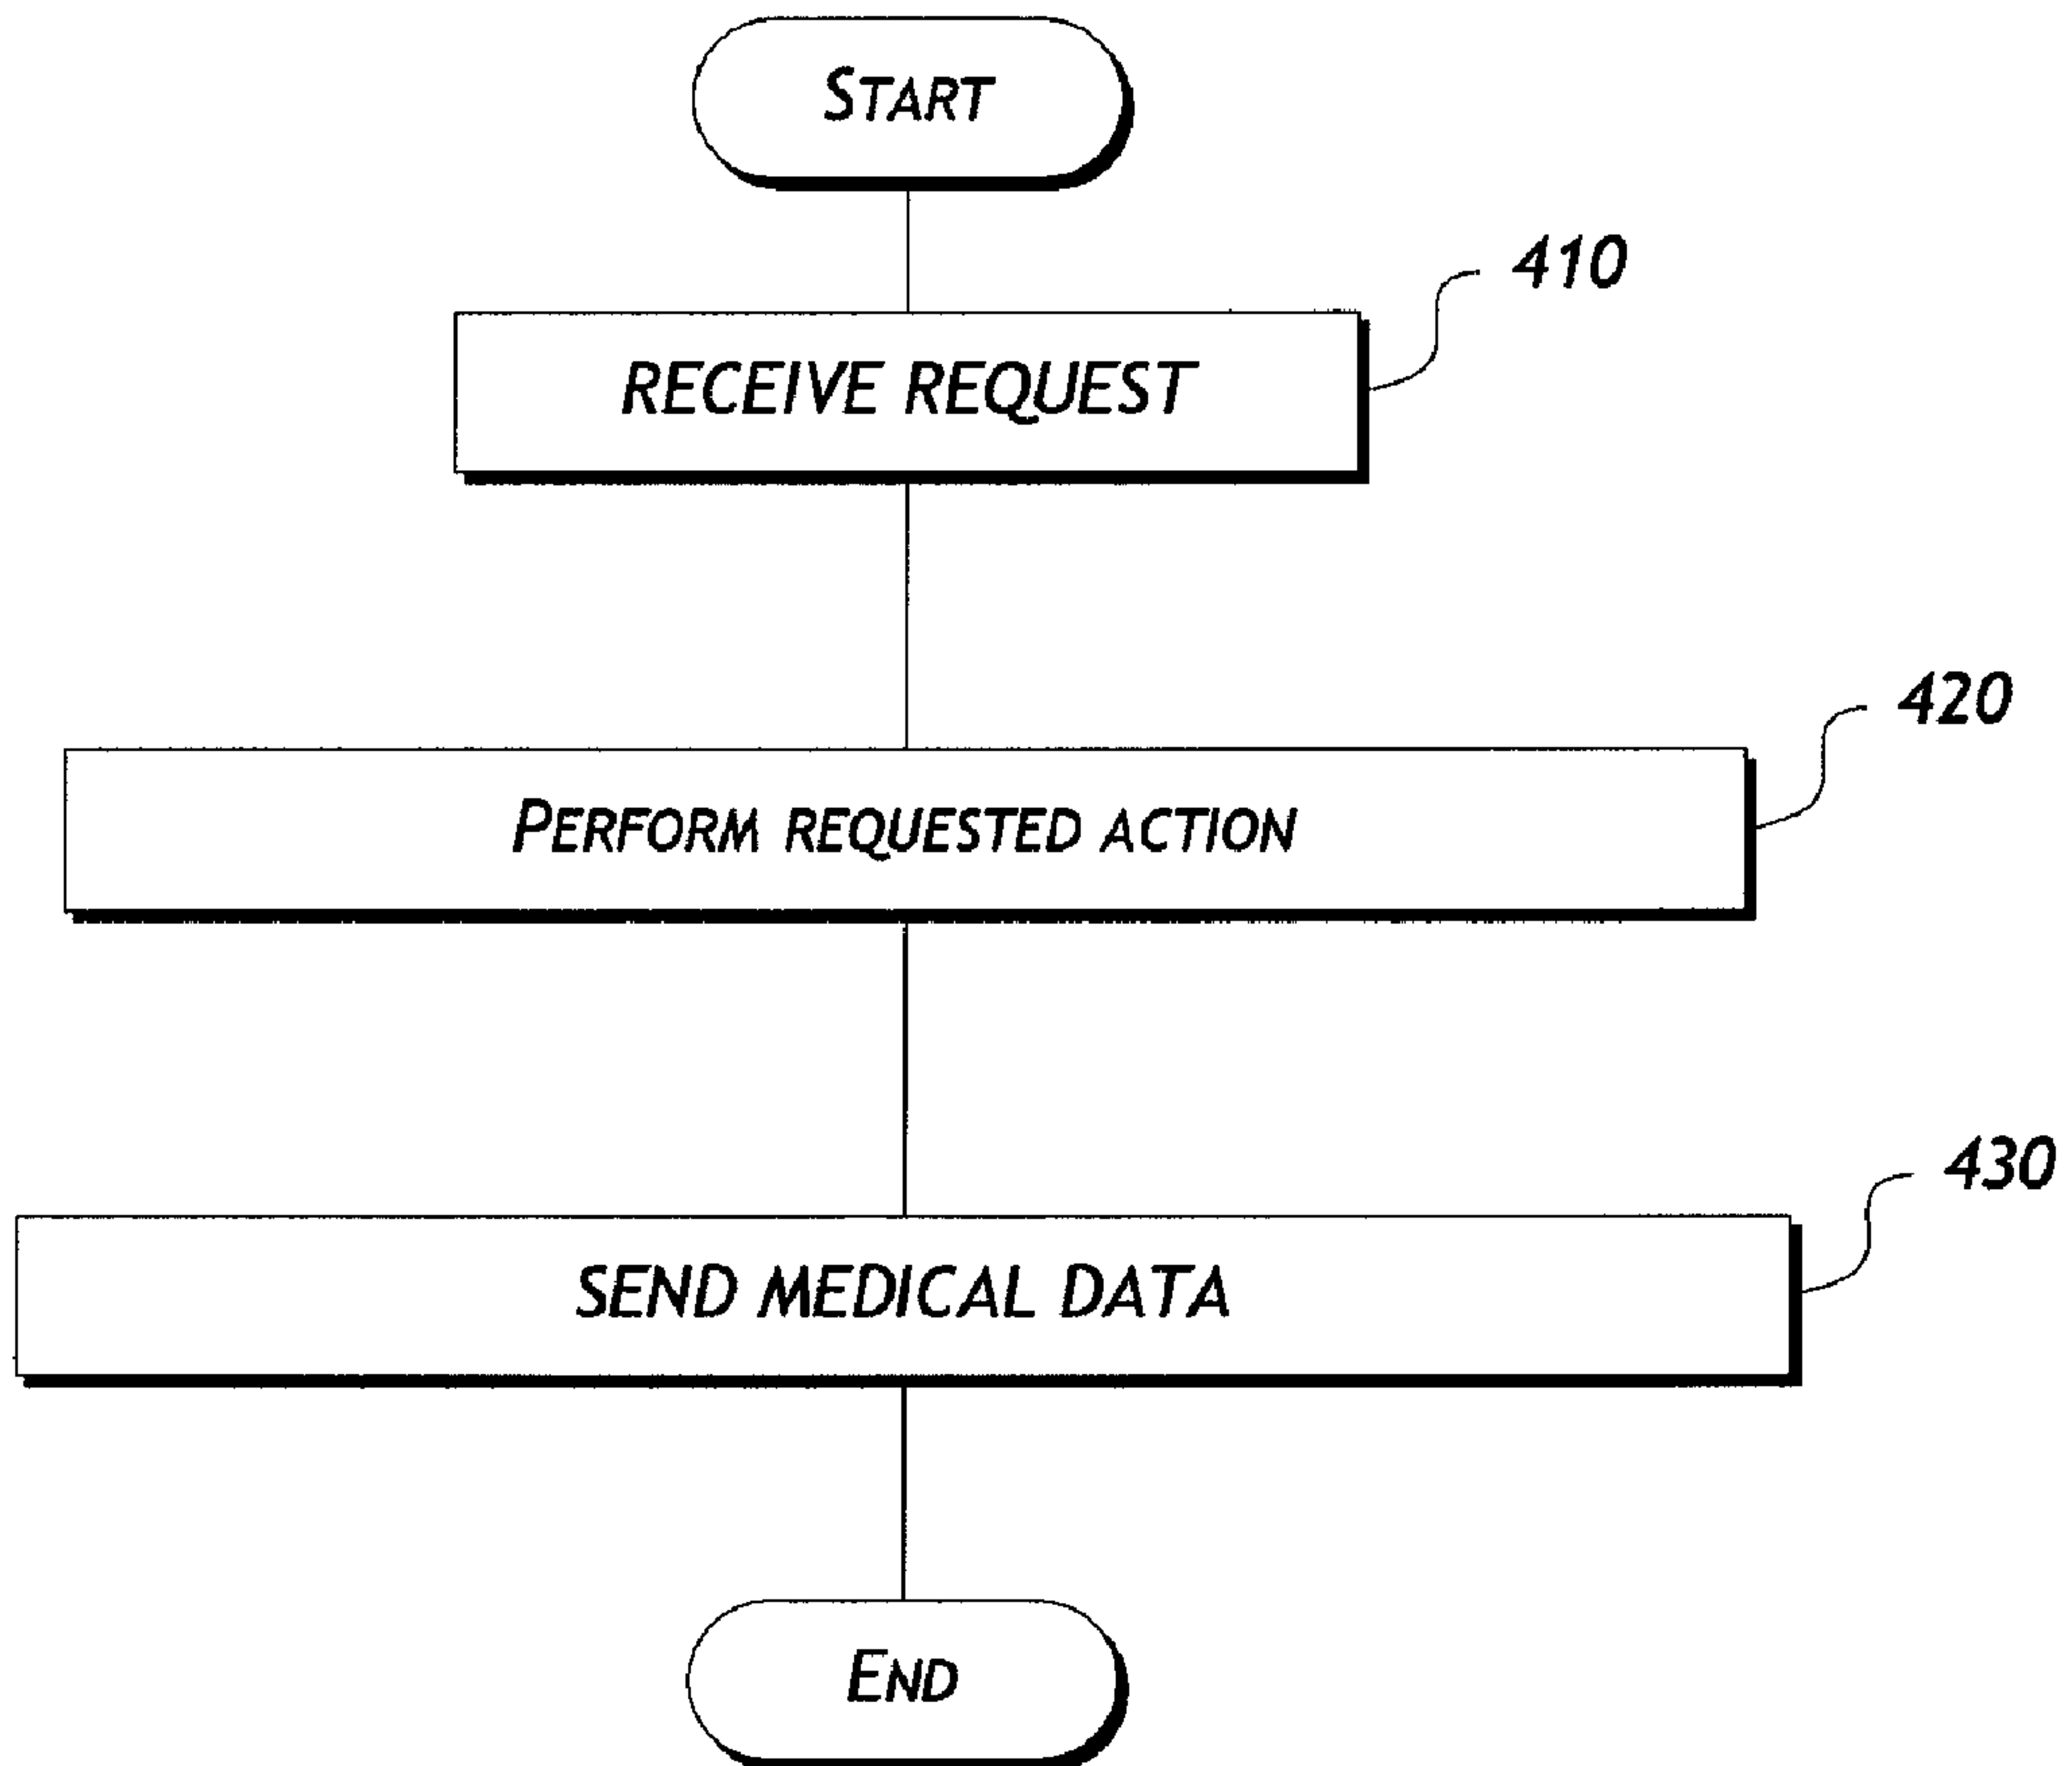 START
410
RECEIVE REQUEST
420
PERFORM REQUESTED ACTION
430
SEND MEDICAL DATA
END